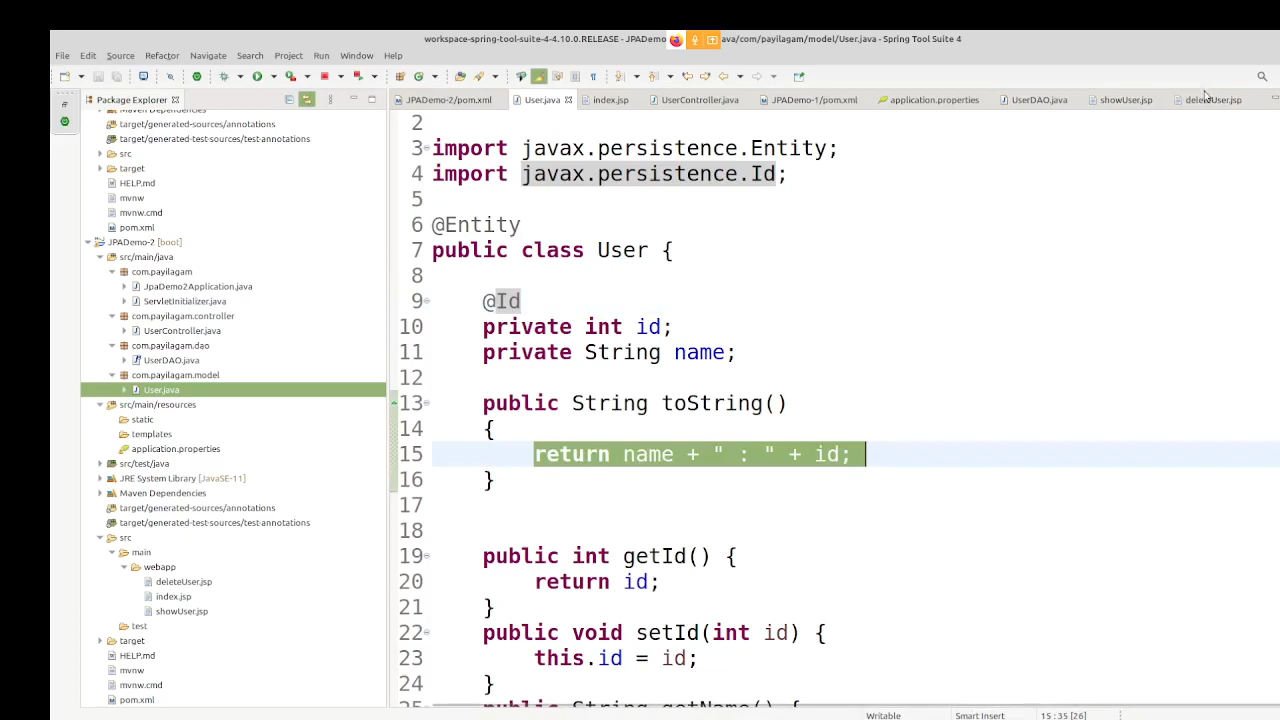 workspace-spring-tool-suite-4-4.10.0.RELEASE - JPADemo ava/com/payilagam/model/User.java - Spring Tool Suite 4
File Edit Source Refactor Navigate Search Project Run Window Help
Package Explorer
JPADemo-2/pom.xml User.java index.jsp UserController.java JPADemo-1/pom.xml application.properties UserDAO.java showUser.jsp deleteUser.jsp
Maven Dependencies
target/generated-sources/annotations
target/generated-test-sources/test-annotations
src
target
HELP.md
mvnw
mvnw.cmd
pom.xml
JPADemo-2 [boot]
src/main/java
com.payilagam
JpaDemo2Application.java
ServletInitializer.java
com.payilagam.controller
UserController.java
com.payilagam.dao
UserDAO.java
com.payilagam.model
User.java
src/main/resources
static
templates
application.properties
src/test/java
JRE System Library [JavaSE-11]
Maven Dependencies
target/generated-sources/annotations
target/generated-test-sources/test-annotations
src
main
webapp
deleteUser.jsp
index.jsp
showUser.jsp
test
target
HELP.md
mvnw
mvnw.cmd
pom.xml
2
3 import javax.persistence.Entity;
4 import javax.persistence.Id;
5
6 @Entity
7 public class User {
8
9 @Id
10 private int id;
11 private String name;
12
13 public String toString()
14 {
15 return name + " : " + id;
16 }
17
18
19 public int getId() {
20 return id;
21 }
22 public void setId(int id) {
23 this.id = id;
24 }
25 public String getName() {
Writable Smart Insert 15 : 35 [26]